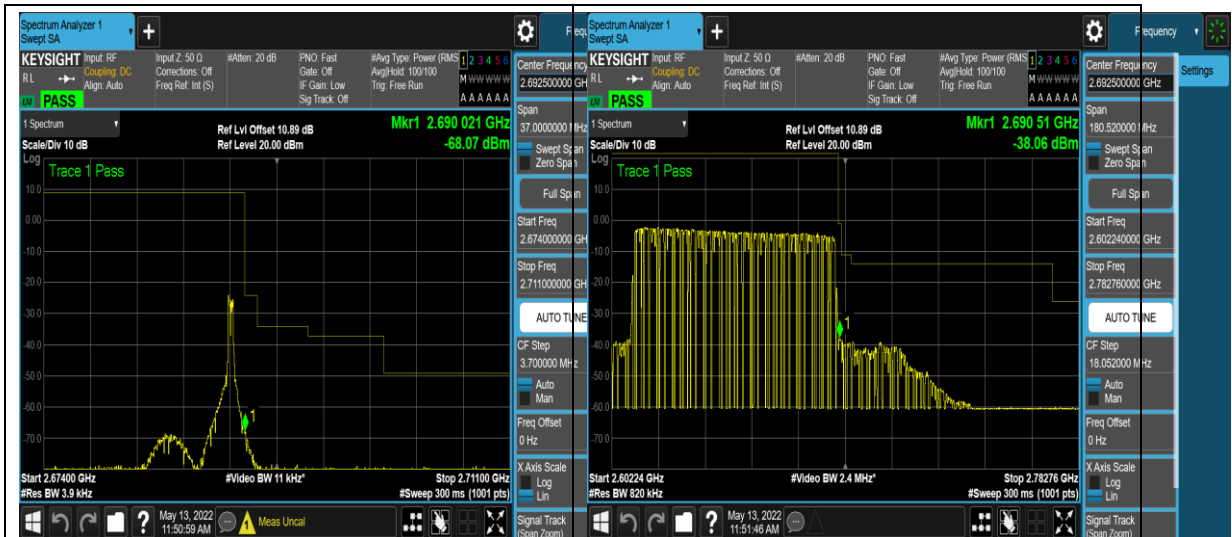 Spectrum Analyzer 1
Swept SA
+
KEYSIGHT
RL
Input: RF
Coupling: DC
Align: Auto
Input Z: 50 Ω
Corrections: Off
Freq Ref: Int (S)
#Atten: 20 dB
PNO: Fast
Gate: Off
IF Gain: Low
Sig Track: Off
#Avg Type: Power (RMS
Avg|Hold: 100/100
Trig: Free Run
1 2 3 4 5 6
M W W W W W
A A A A A A
PASS
1 Spectrum
Scale/Div 10 dB
Ref Lvl Offset 10.89 dB
Ref Level 20.00 dBm
Mkr1 2.690 021 GHz
-68.07 dBm
Log
Trace 1 Pass
10.0
0.00
-10.0
-20.0
-30.0
-40.0
-50.0
-60.0
-70.0
1
Start 2.67400 GHz
#Res BW 3.9 kHz
#Video BW 11 kHz*
Stop 2.71100 GHz
#Sweep 300 ms (1001 pts)
?
May 13, 2022
11:50:59 AM
Meas Uncal
Frequ
Center Frequency
2.692500000 GHz
Span
37.0000000 MHz
Swept Span
Zero Span
Full Span
Start Freq
2.674000000 GH
Stop Freq
2.711000000 GH
AUTO TUNE
CF Step
3.700000 MHz
Auto
Man
Freq Offset
0 Hz
X Axis Scale
Log
Lin
Signal Track
(Span Zoom)
Spectrum Analyzer 1
Swept SA
+
KEYSIGHT
RL
Input: RF
Coupling: DC
Align: Auto
Input Z: 50 Ω
Corrections: Off
Freq Ref: Int (S)
#Atten: 20 dB
PNO: Fast
Gate: Off
IF Gain: Low
Sig Track: Off
#Avg Type: Power (RMS
Avg|Hold: 100/100
Trig: Free Run
1 2 3 4 5 6
M W W W W W
A A A A A A
PASS
1 Spectrum
Scale/Div 10 dB
Ref Lvl Offset 10.89 dB
Ref Level 20.00 dBm
Mkr1 2.690 51 GHz
-38.06 dBm
Log
Trace 1 Pass
10.0
0.00
-10.0
-20.0
-30.0
-40.0
-50.0
-60.0
-70.0
1
Start 2.60224 GHz
#Res BW 820 kHz
#Video BW 2.4 MHz*
Stop 2.78276 GHz
#Sweep 300 ms (1001 pts)
?
May 13, 2022
11:51:46 AM
Frequency
Settings
Center Frequency
2.692500000 GHz
Span
180.520000 MHz
Swept Span
Zero Span
Full Span
Start Freq
2.602240000 GHz
Stop Freq
2.782760000 GHz
AUTO TUNE
CF Step
18.052000 MHz
Auto
Man
Freq Offset
0 Hz
X Axis Scale
Log
Lin
Signal Track
(Span Zoom)